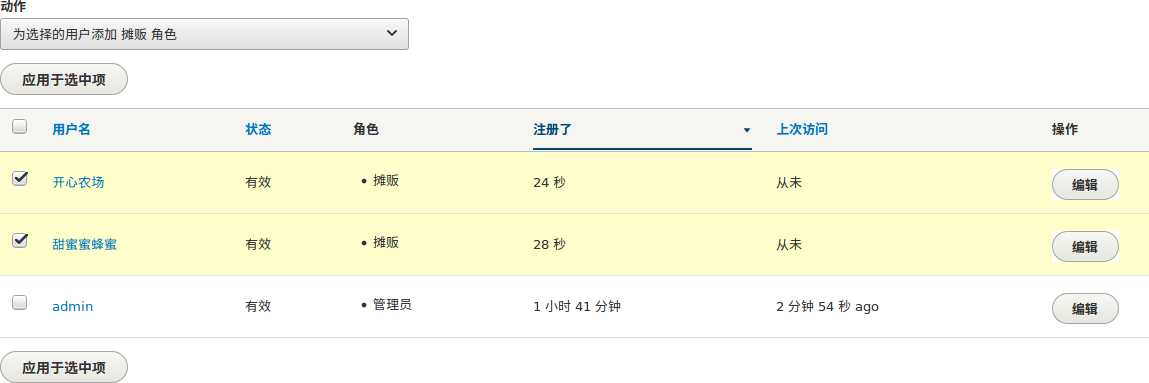 动作
为选择的用户添加 摊贩 角色
应用于选中项
用户名 状态 角色 注册了 上次访问 操作
开心农场 有效 摊贩 24 秒 从未 编辑
甜蜜蜜蜂蜜 有效 摊贩 28 秒 从未 编辑
admin 有效 管理员 1 小时 41 分钟 2 分钟 54 秒 ago 编辑
应用于选中项